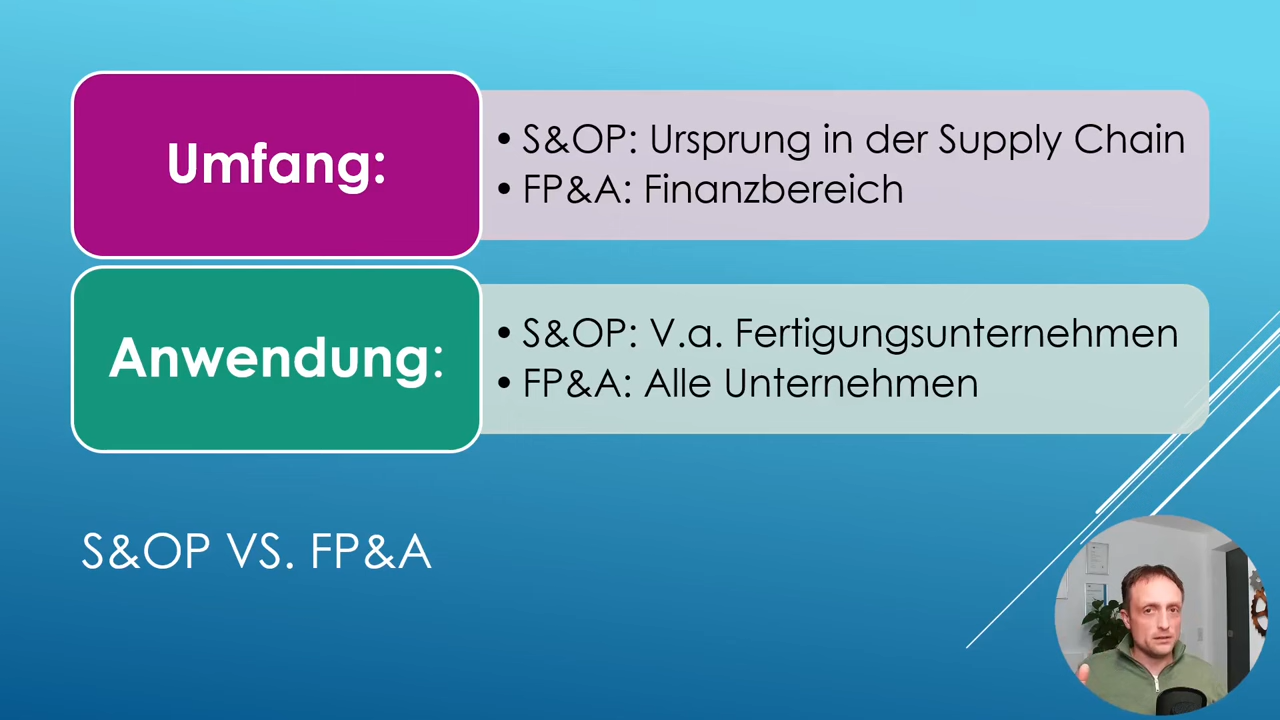 Umfang:
• S&OP: Ursprung in der Supply Chain
• FP&A: Finanzbereich
Anwendung:
• S&OP: V.a. Fertigungsunternehmen
• FP&A: Alle Unternehmen
S&OP VS. FP&A